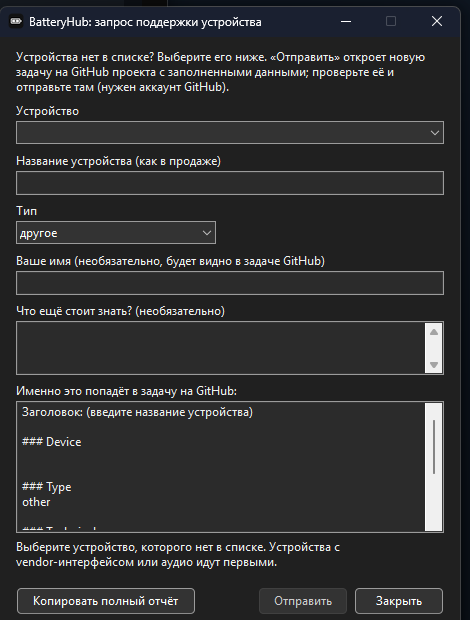 BatteryHub: запрос поддержки устройства
Устройства нет в списке? Выберите его ниже. «Отправить» откроет новую
задачу на GitHub проекта с заполненными данными; проверьте её и
отправьте там (нужен аккаунт GitHub).
Устройство
Название устройства (как в продаже)
Тип
другое
Ваше имя (необязательно, будет видно в задаче GitHub)
Что ещё стоит знать? (необязательно)
Именно это попадёт в задачу на GitHub:
Заголовок: (введите название устройства)
### Device
### Type
other
Выберите устройство, которого нет в списке. Устройства с
vendor-интерфейсом или аудио идут первыми.
Копировать полный отчёт
Отправить
Закрыть